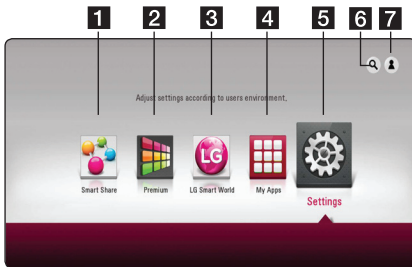 1 2 3 4 5 6 7
Adjust settings according to users environment.
LG
Smart Share Premium LG Smart World My Apps Settings